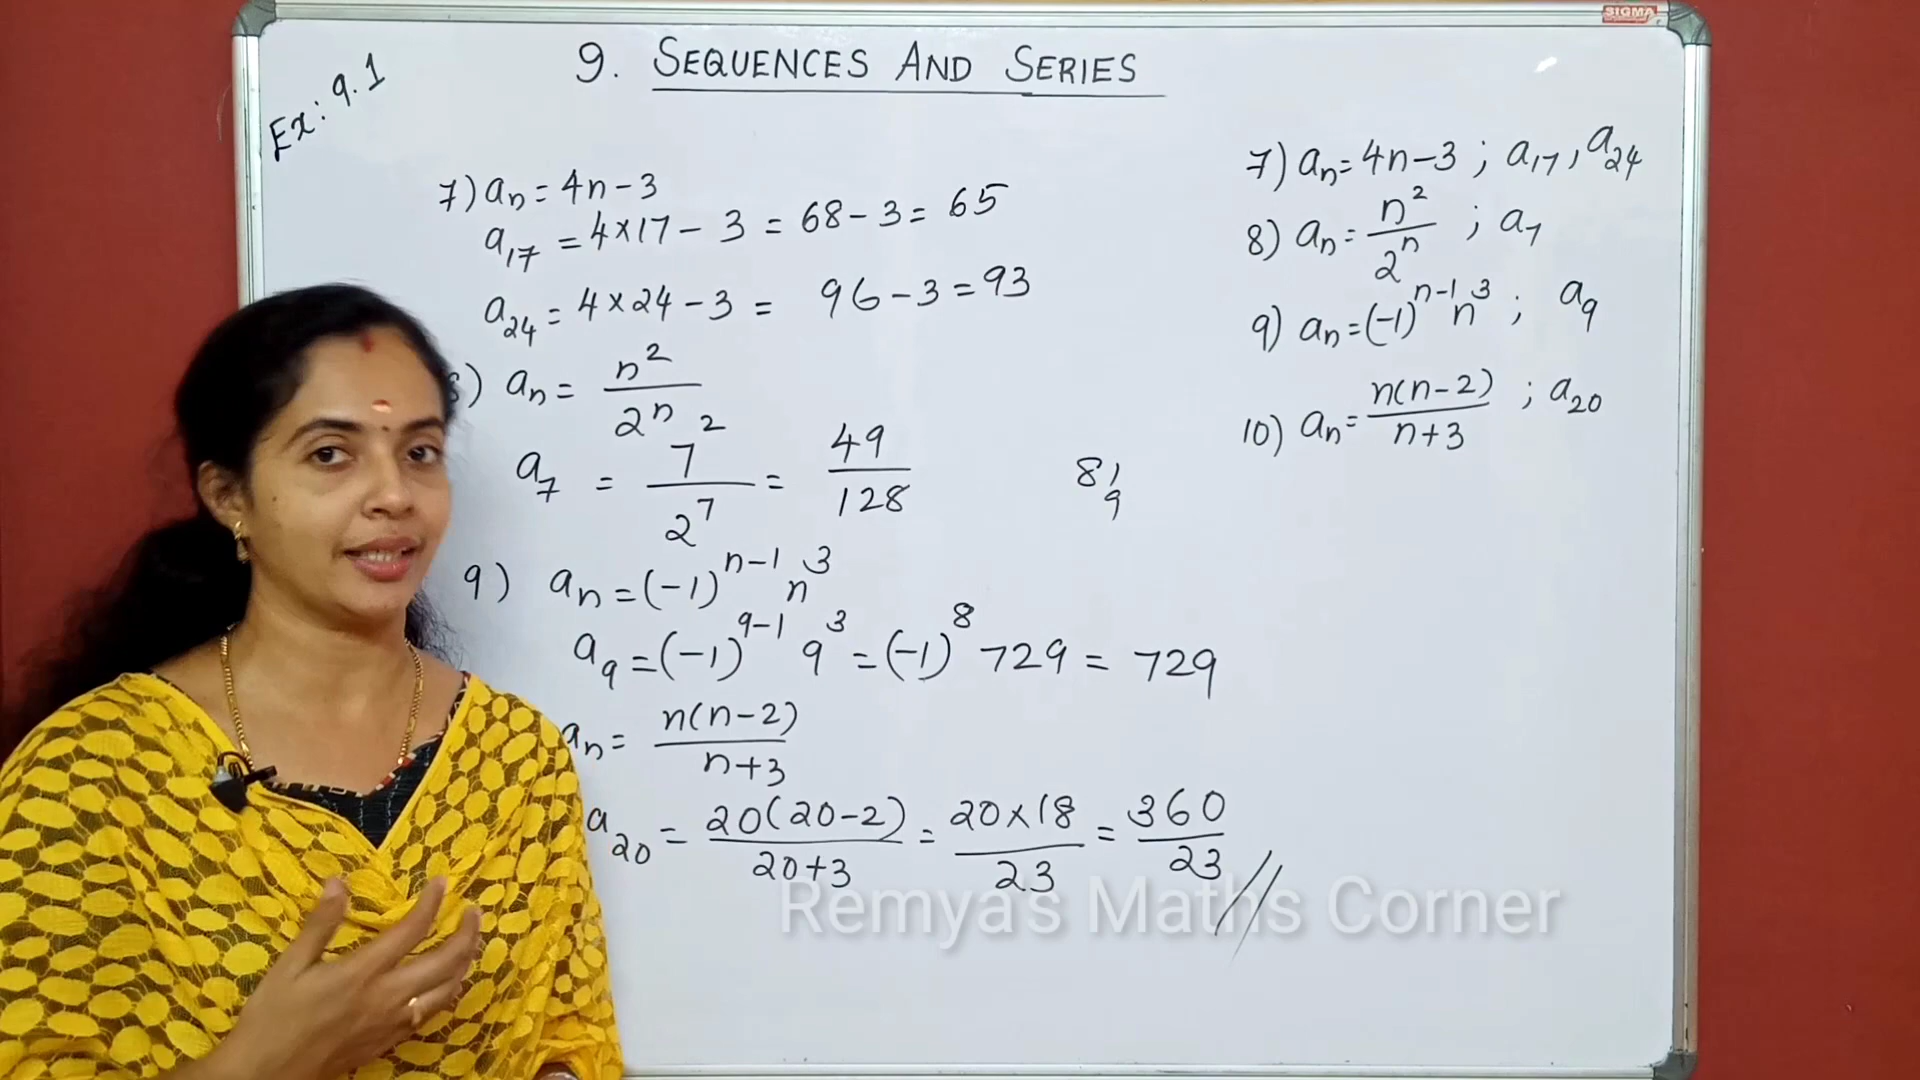 SIGMA
9. SEQUENCES AND SERIES
Ex: 9.1
7) aₙ = 4n - 3
a₁₇ = 4×17 - 3 = 68 - 3 = 65
a₂₄ = 4×24 - 3 = 96 - 3 = 93
) aₙ = n²/2ⁿ
a₇ = 7²/2⁷ = 49/128
9) aₙ = (-1)ⁿ⁻¹ n³
a₉ = (-1)⁹⁻¹ 9³ = (-1)⁸ 729 = 729
aₙ = n(n-2)/n+3
a₂₀ = 20(20-2)/20+3 = 20×18/23 = 360/23 //
81
9
7) aₙ = 4n-3 ; a₁₇, a₂₄
8) aₙ = n²/2ⁿ ; a₇
9) aₙ = (-1)ⁿ⁻¹ n³ ; a₉
10) aₙ = n(n-2)/n+3 ; a₂₀
Remya's Maths Corner